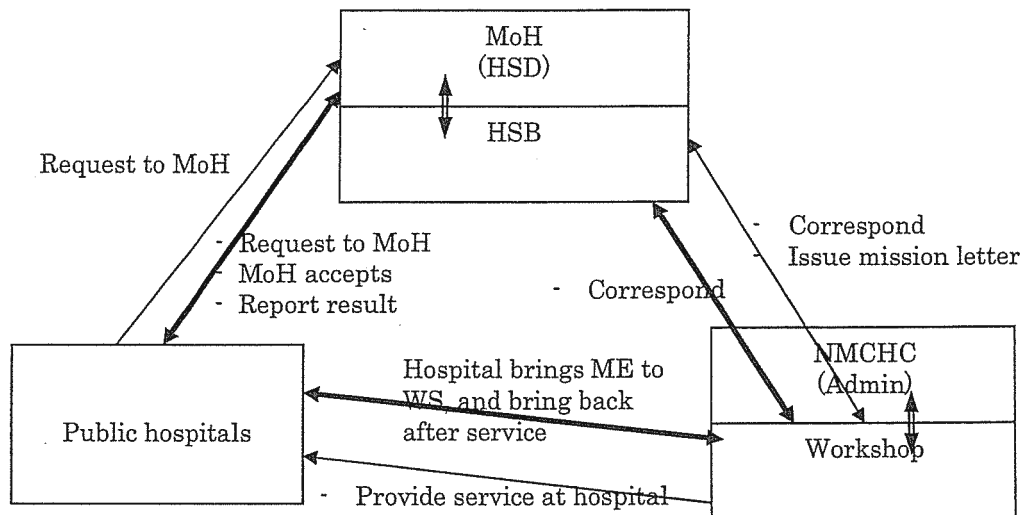 MoH
(HSD)
HSB
Request to MoH
- Request to MoH
- MoH accepts
- Report result
- Correspond
- Issue mission letter
- Correspond
NMCHC
(Admin)
Workshop
Hospital brings ME to
WS, and bring back
after service
Public hospitals
- Provide service at hospital